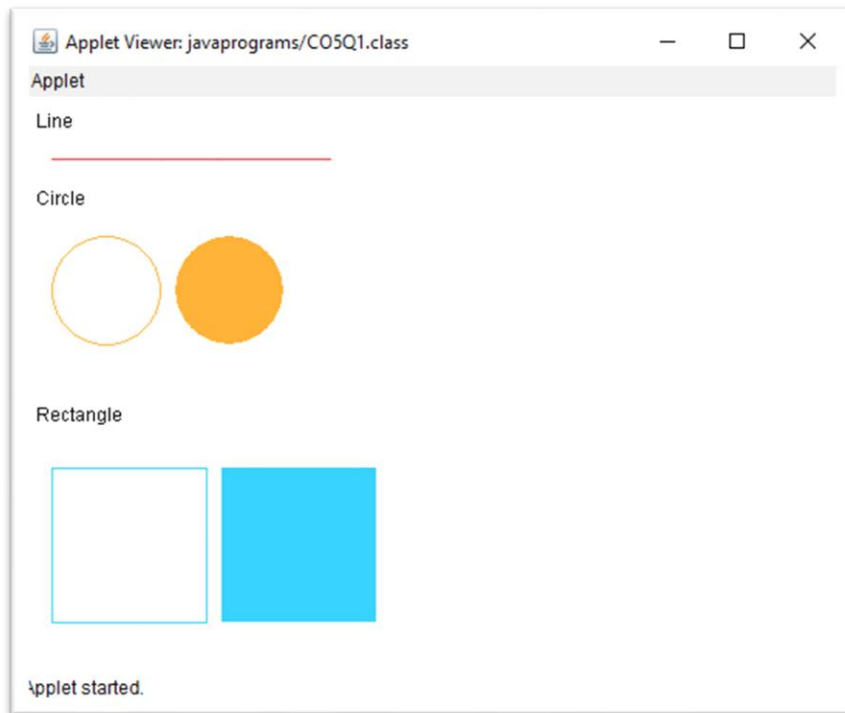 Applet Viewer: javaprograms/CO5Q1.class
Applet
Line
Circle
Rectangle
Applet started.